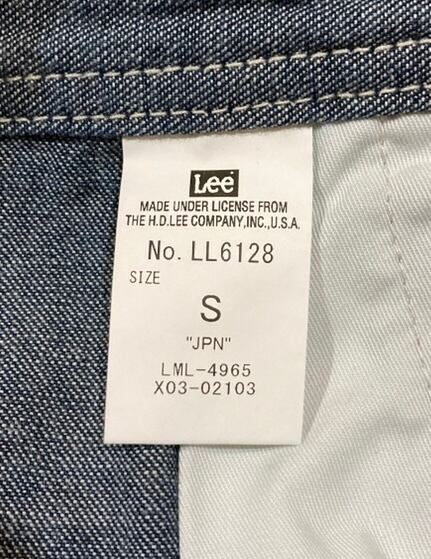 Lee
MADE UNDER LICENSE FROM
THE H.D.LEE COMPANY,INC.,U.S.A.
No. LL6128
SIZE
S
"JPN"
LML-4965
X03-02103